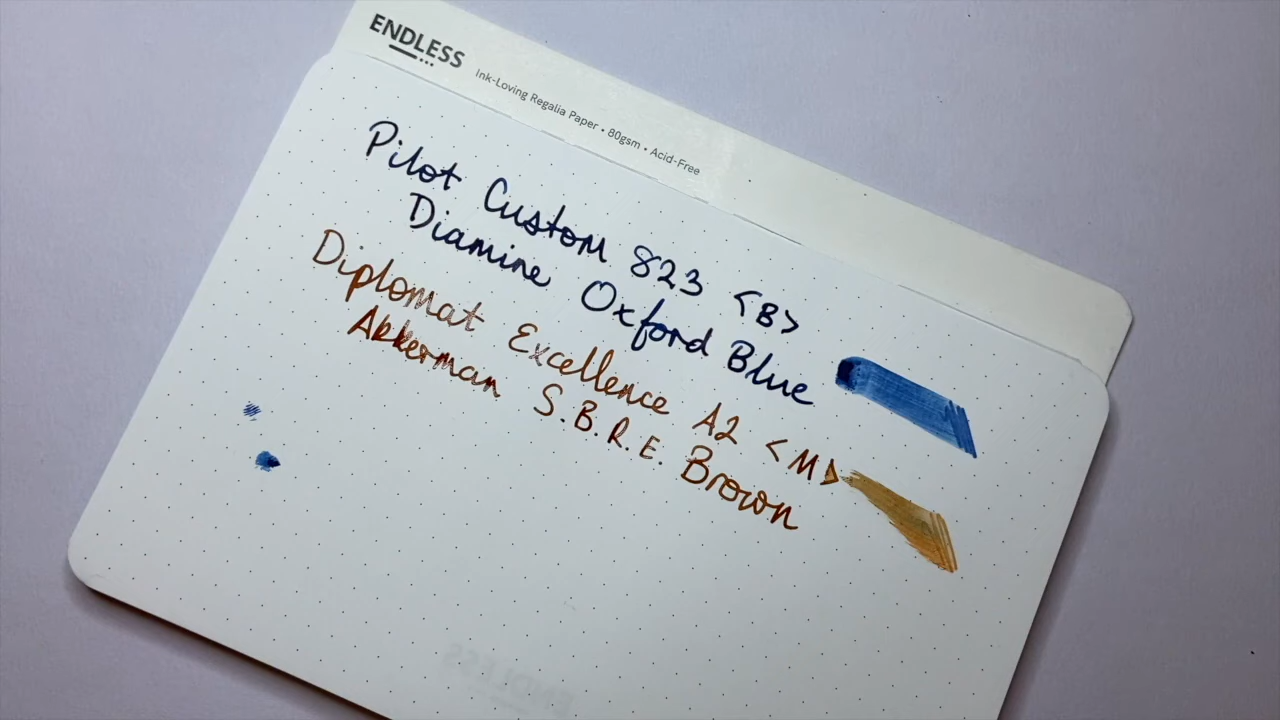 ENDLESS
Ink-Loving Regalia Paper • 80gsm • Acid-Free
Pilot Custom 823 <B>
Diamine Oxford Blue
Diplomat Excellence A2 <M>
Akkerman S.B.R.E. Brown
ENDLESS